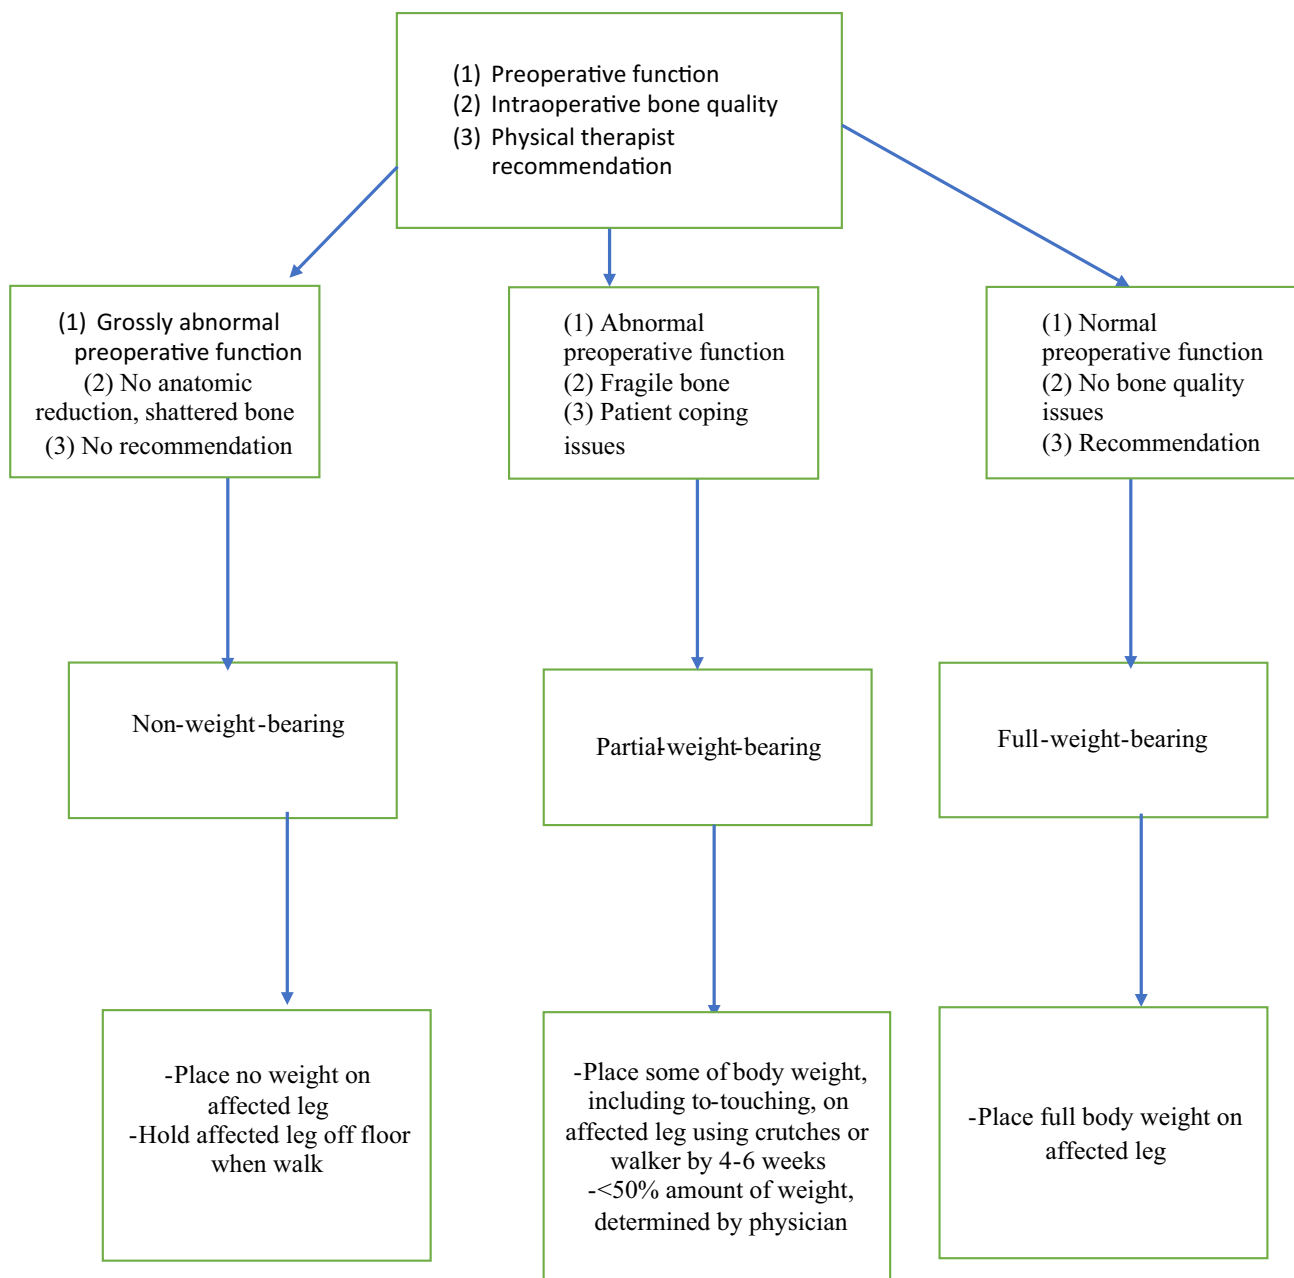 (1) Preoperative function
(2) Intraoperative bone quality
(3) Physical therapist
recommendation
(1) Grossly abnormal
preoperative function
(2) No anatomic
reduction, shattered bone
(3) No recommendation
(1) Abnormal
preoperative function
(2) Fragile bone
(3) Patient coping
issues
(1) Normal
preoperative function
(2) No bone quality
issues
(3) Recommendation
Non-weight-bearing
Partial-weight-bearing
Full-weight-bearing
-Place no weight on
affected leg
-Hold affected leg off floor
when walk
-Place some of body weight,
including to-touching, on
affected leg using crutches or
walker by 4-6 weeks
-<50% amount of weight,
determined by physician
-Place full body weight on
affected leg